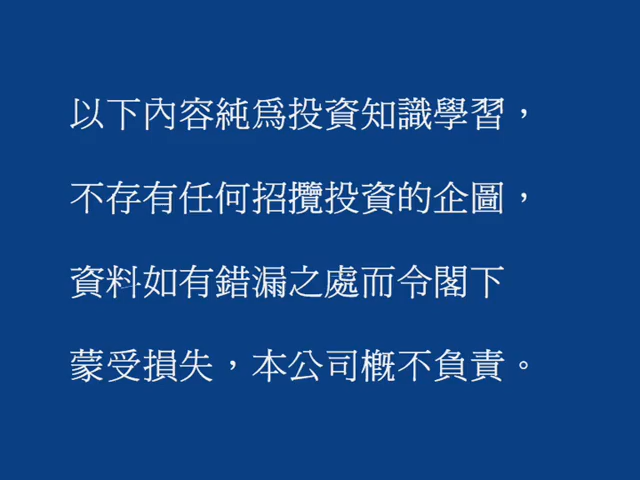 以下內容純爲投資知識學習，
不存有任何招攬投資的企圖，
資料如有錯漏之處而令閣下
蒙受損失，本公司槪不負責。